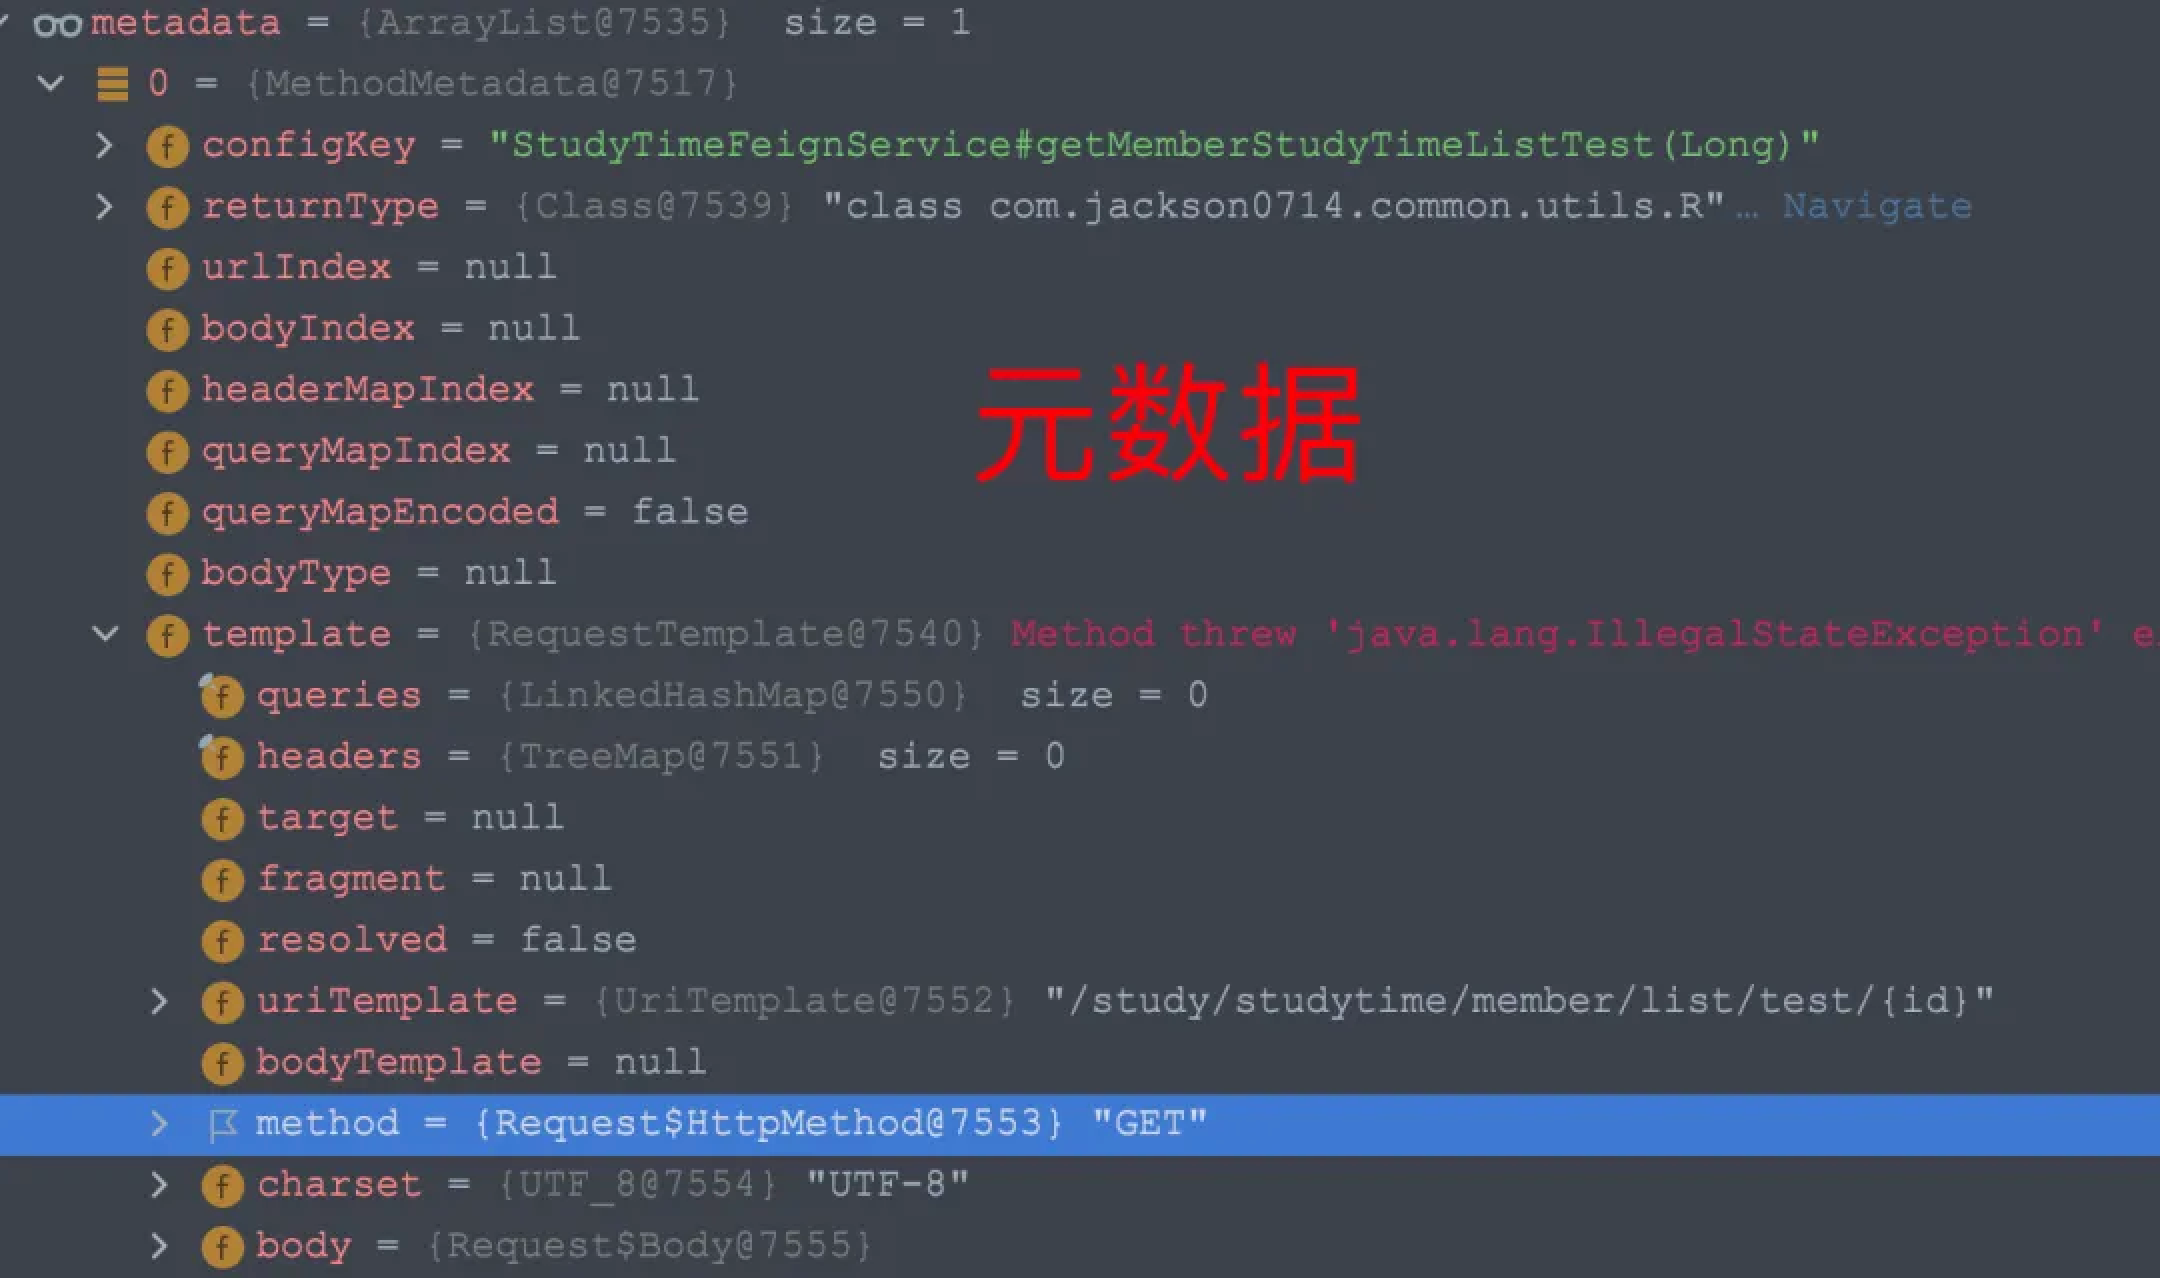 metadata = {ArrayList@7535} size = 1
0 = {MethodMetadata@7517}
configKey = "StudyTimeFeignService#getMemberStudyTimeListTest(Long)"
returnType = {Class@7539} "class com.jackson0714.common.utils.R"… Navigate
urlIndex = null
bodyIndex = null
headerMapIndex = null
元数据
queryMapIndex = null
queryMapEncoded = false
bodyType = null
template = {RequestTemplate@7540} Method threw 'java.lang.IllegalStateException'
queries = {LinkedHashMap@7550} size = 0
headers = {TreeMap@7551} size = 0
target = null
fragment = null
resolved = false
uriTemplate = {UriTemplate@7552} "/study/studytime/member/list/test/{id}"
bodyTemplate = null
method = {Request$HttpMethod@7553} "GET"
charset = {UTF_8@7554} "UTF-8"
body = {Request$Body@7555}